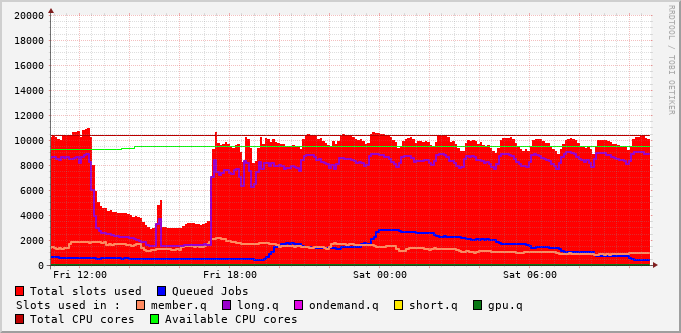 20000
18000
16000
14000
12000
10000
8000
6000
4000
2000
0
Fri 12:00 Fri 18:00 Sat 00:00 Sat 06:00
Total slots used Queued Jobs
Slots used in : member.q long.q ondemand.q short.q gpu.q
Total CPU cores Available CPU cores
RRDTOOL / TOBI OETIKER